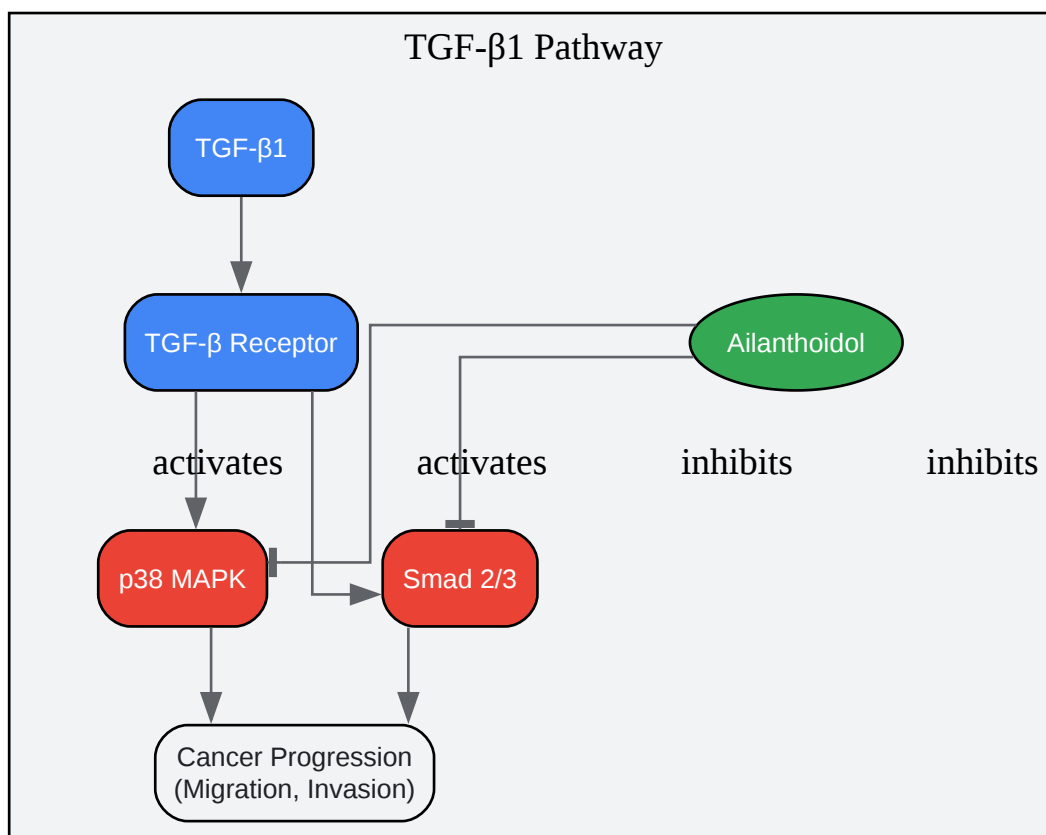 TGF-β1 Pathway
TGF-β1
TGF-β Receptor
Ailanthoidol
activates
activates
inhibits
inhibits
p38 MAPK
Smad 2/3
Cancer Progression
(Migration, Invasion)